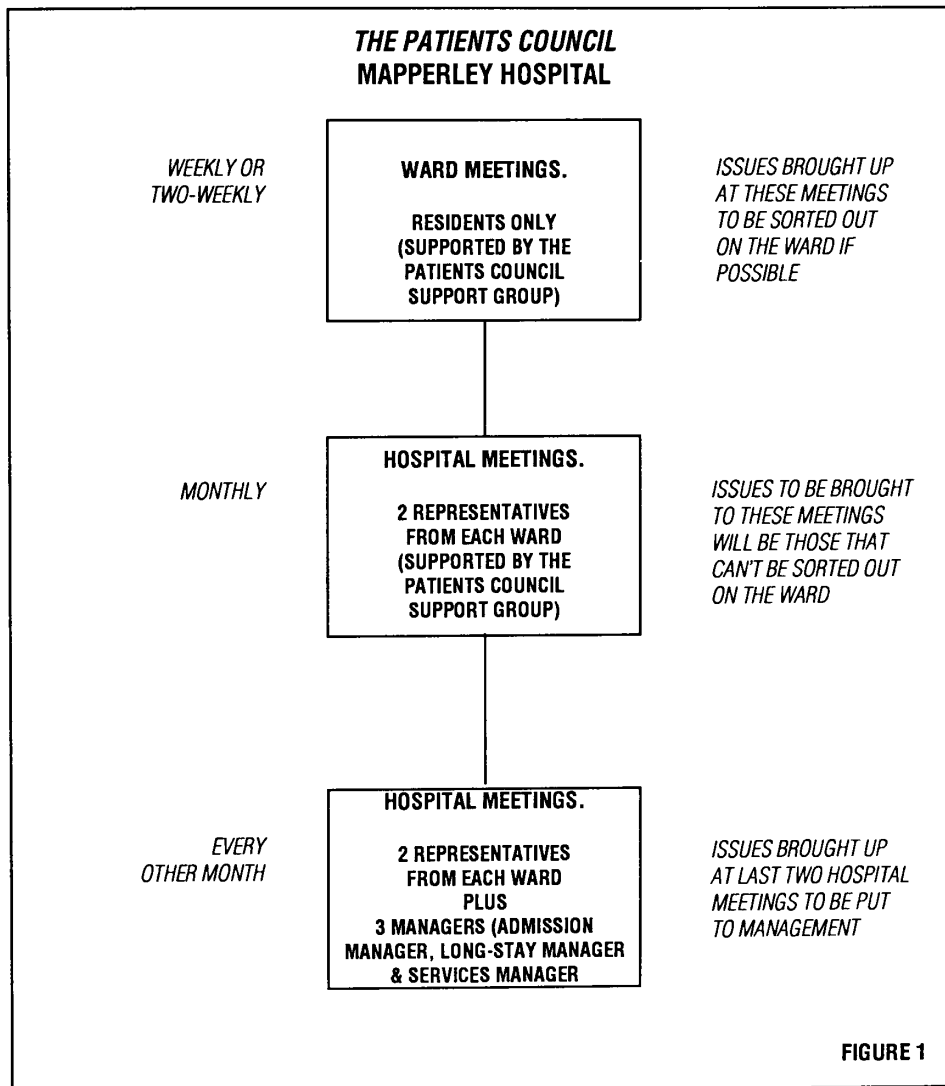 THE PATIENTS COUNCIL
MAPPERLEY HOSPITAL
WEEKLY OR
TWO-WEEKLY
WARD MEETINGS.
RESIDENTS ONLY
(SUPPORTED BY THE
PATIENTS COUNCIL
SUPPORT GROUP)
ISSUES BROUGHT UP
AT THESE MEETINGS
TO BE SORTED OUT
ON THE WARD IF
POSSIBLE
MONTHLY
HOSPITAL MEETINGS.
2 REPRESENTATIVES
FROM EACH WARD
(SUPPORTED BY THE
PATIENTS COUNCIL
SUPPORT GROUP)
ISSUES TO BE BROUGHT
TO THESE MEETINGS
WILL BE THOSE THAT
CAN'T BE SORTED OUT
ON THE WARD
EVERY
OTHER MONTH
HOSPITAL MEETINGS.
2 REPRESENTATIVES
FROM EACH WARD
PLUS
3 MANAGERS (ADMISSION
MANAGER, LONG-STAY MANAGER
& SERVICES MANAGER
ISSUES BROUGHT UP
AT LAST TWO HOSPITAL
MEETINGS TO BE PUT
TO MANAGEMENT
FIGURE 1